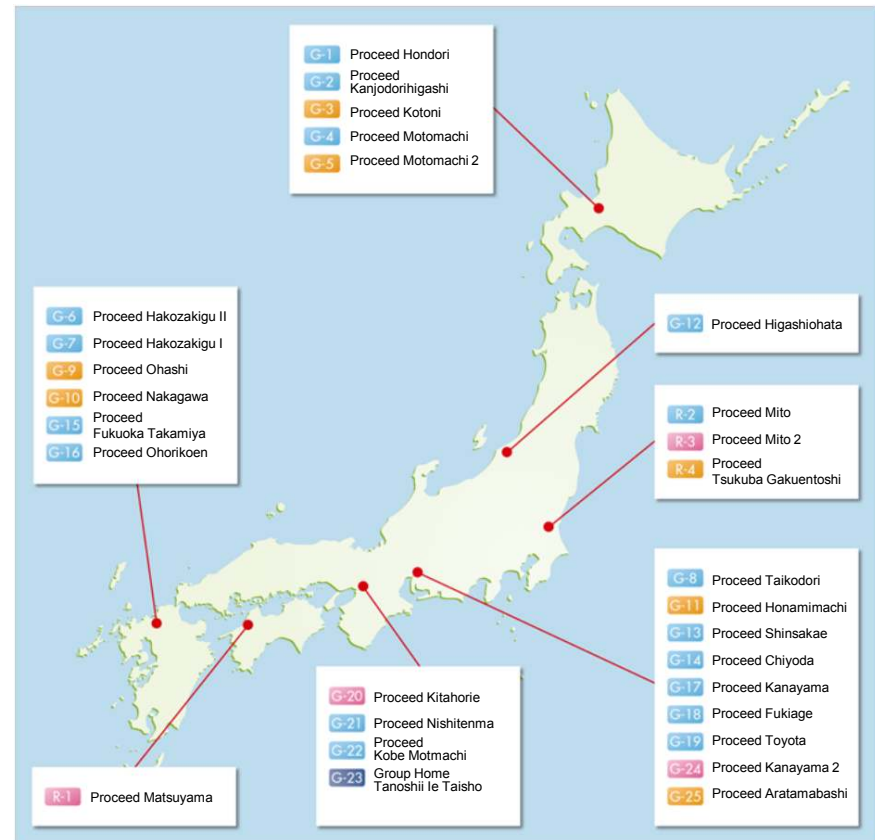 G-1 Proceed Hondori
G-2 Proceed
Kanjodorihigashi
G-3 Proceed Kotoni
G-4 Proceed Motomachi
G-5 Proceed Motomachi 2
G-6 Proceed Hakozakigu II
G-7 Proceed Hakozakigu I
G-9 Proceed Ohashi
G-10 Proceed Nakagawa
G-15 Proceed
Fukuoka Takamiya
G-16 Proceed Ohorikoen
G-12 Proceed Higashiohata
R-2 Proceed Mito
R-3 Proceed Mito 2
R-4 Proceed
Tsukuba Gakuentoshi
G-8 Proceed Taikodori
G-11 Proceed Honamimachi
G-13 Proceed Shinsakae
G-14 Proceed Chiyoda
G-17 Proceed Kanayama
G-18 Proceed Fukiage
G-19 Proceed Toyota
G-24 Proceed Kanayama 2
G-25 Proceed Aratamabashi
G-20 Proceed Kitahorie
G-21 Proceed Nishitenma
G-22 Proceed
Kobe Motmachi
G-23 Group Home
Tanoshii Ie Taisho
R-1 Proceed Matsuyama